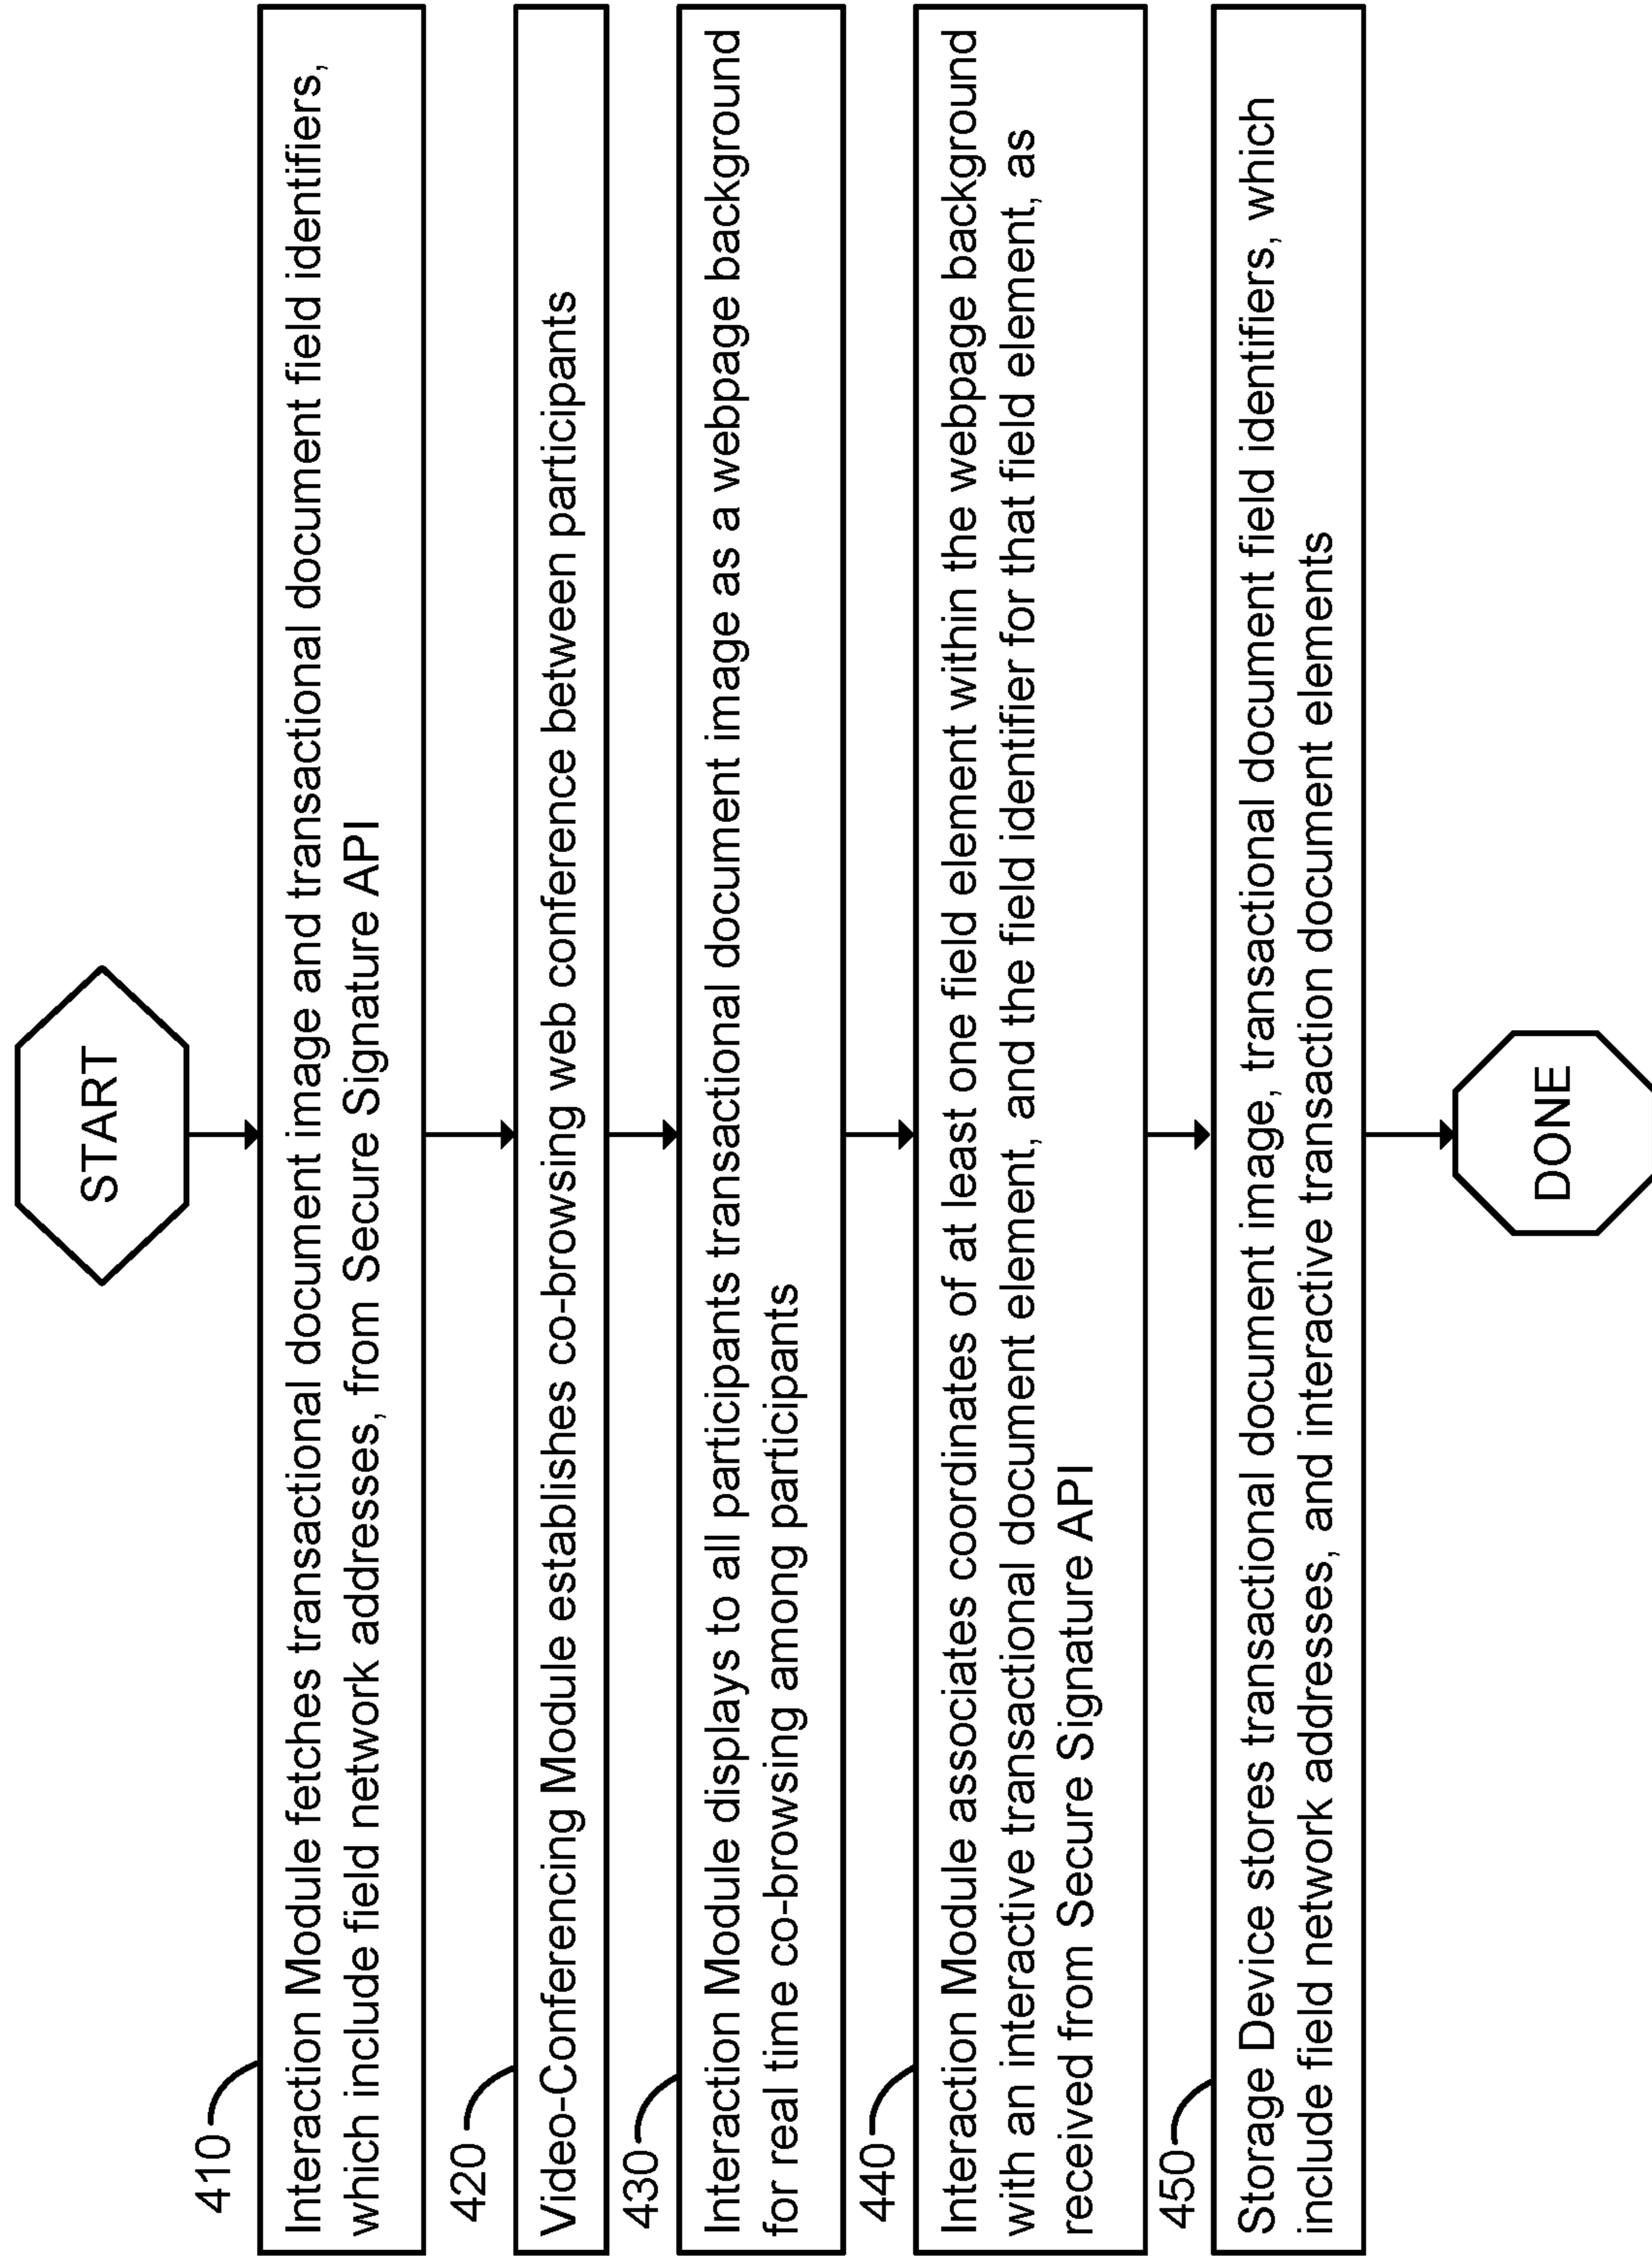 START
410
Interaction Module fetches transactional document image and transactional document field identifiers,
which include field network addresses, from Secure Signature API
420
Video-Conferencing Module establishes co-browsing web conference between participants
430
Interaction Module displays to all participants transactional document image as a webpage background
for real time co-browsing among participants
440
Interaction Module associates coordinates of at least one field element within the webpage background
with an interactive transactional document element, and the field identifier for that field element, as
received from Secure Signature API
450
Storage Device stores transactional document image, transactional document field identifiers, which
include field network addresses, and interactive transaction document elements
DONE